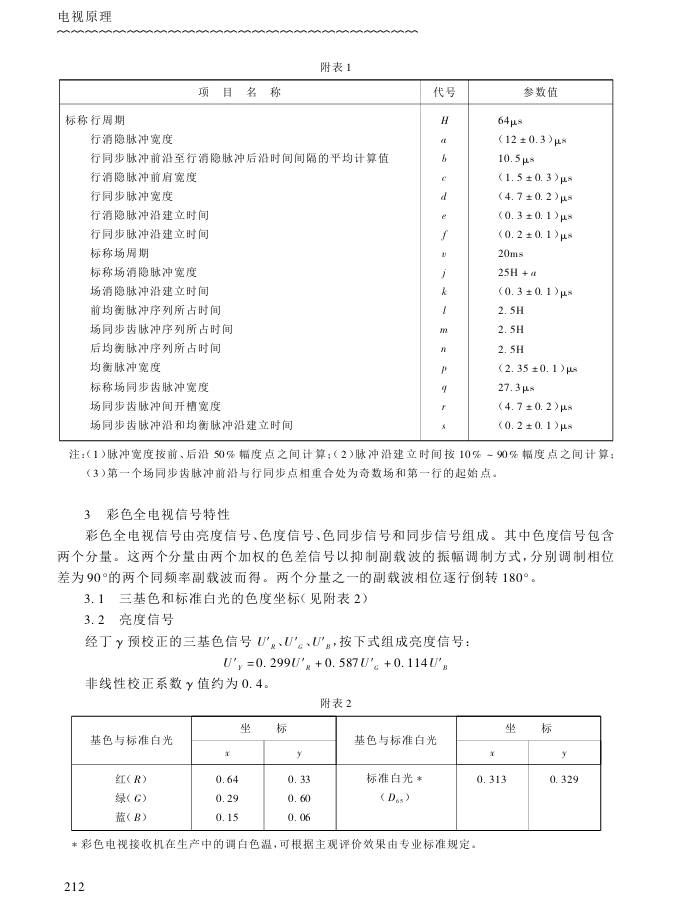 电视原理
附表1
项 目 名 称 代号 参数值
标称行周期 H 64μs
行消隐脉冲宽度 a (12±0.3)μs
行同步脉冲前沿至行消隐脉冲后沿时间间隔的平均计算值 b 10.5μs
行消隐脉冲前肩宽度 c (1.5±0.3)μs
行同步脉冲宽度 d (4.7±0.2)μs
行消隐脉冲沿建立时间 e (0.3±0.1)μs
行同步脉冲沿建立时间 f (0.2±0.1)μs
标称场周期 v 20ms
标称场消隐脉冲宽度 j 25H+a
场消隐脉冲沿建立时间 k (0.3±0.1)μs
前均衡脉冲序列所占时间 l 2.5H
场同步齿脉冲序列所占时间 m 2.5H
后均衡脉冲序列所占时间 n 2.5H
均衡脉冲宽度 p (2.35±0.1)μs
标称场同步齿脉冲宽度 q 27.3μs
场同步齿脉冲间开槽宽度 r (4.7±0.2)μs
场同步齿脉冲沿和均衡脉冲沿建立时间 s (0.2±0.1)μs
注:(1)脉冲宽度按前、后沿50%幅度点之间计算;(2)脉冲沿建立时间按10%~90%幅度点之间计算;
(3)第一个场同步齿脉冲前沿与行同步点相重合处为奇数场和第一行的起始点。
3 彩色全电视信号特性
彩色全电视信号由亮度信号、色度信号、色同步信号和同步信号组成。其中色度信号包含
两个分量。这两个分量由两个加权的色差信号以抑制副载波的振幅调制方式,分别调制相位
差为90°的两个同频率副载波而得。两个分量之一的副载波相位逐行倒转180°。
3.1 三基色和标准白光的色度坐标(见附表2)
3.2 亮度信号
经丁γ预校正的三基色信号U′R、U′G、U′B,按下式组成亮度信号:
U′Y=0.299U′R+0.587U′G+0.114U′B
非线性校正系数γ值约为0.4。
附表2
基色与标准白光 坐 标 基色与标准白光 坐 标
x y x y
红(R) 0.64 0.33 标准白光* 0.313 0.329
绿(G) 0.29 0.60 (D65)
蓝(B) 0.15 0.06
*彩色电视接收机在生产中的调白色温,可根据主观评价效果由专业标准规定。
212